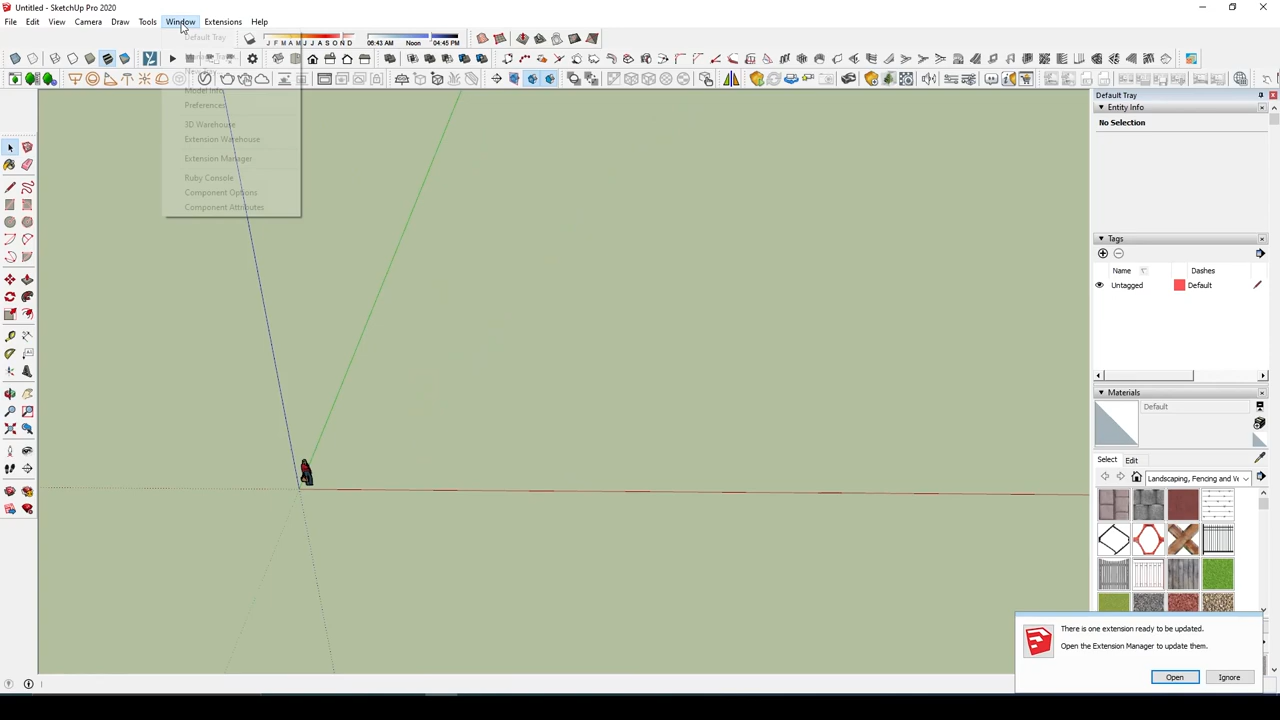 Untitled - SketchUp Pro 2020
File Edit View Camera Draw Tools Window Extensions Help
Default Tray
J F M A M J J A S O N D 06:43 AM Noon 04:45 PM
Model Info
Preferences
3D Warehouse
Extension Warehouse
Extension Manager
Ruby Console
Component Options
Component Attributes
Default Tray
Entity Info
No Selection
Tags
Name Dashes
Untagged Default
Materials
Default
Select Edit
Landscaping, Fencing and V
There is one extension ready to be updated.
Open the Extension Manager to update them.
Open Ignore